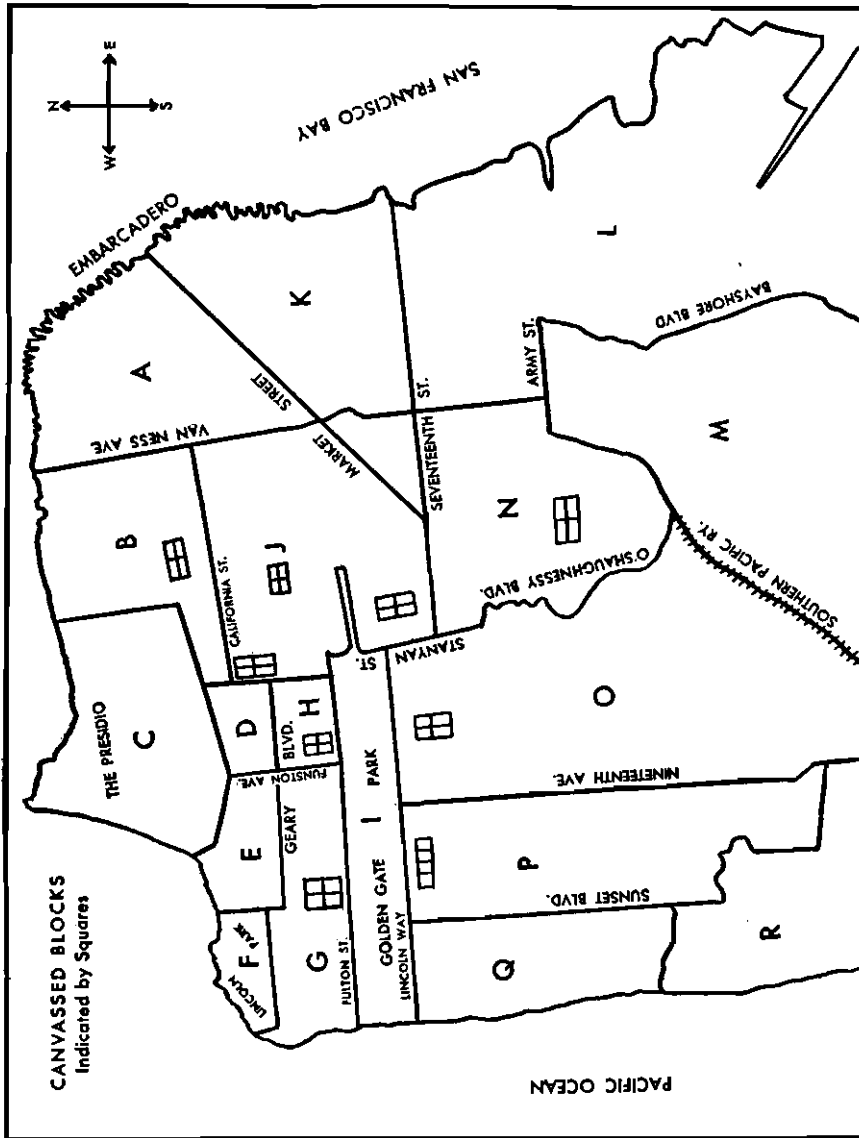 CANVASSED BLOCKS
Indicated by Squares
N
W
E
S
EMBARCADERO
SAN FRANCISCO BAY
THE PRESIDIO
VAN NESS AVE.
A
B
C
CALIFORNIA ST.
MARKET
STREET
K
LINCOLN
PARK
F
E
D
J
GEARY
BLVD.
FUNSTON AVE.
H
G
FULTON ST.
GOLDEN GATE
I
PARK
LINCOLN WAY
ST.
STANYAN
SEVENTEENTH
ST.
ARMY ST.
L
BAYSHORE BLVD
N
O'SHAUGHNESSY BLVD.
M
SOUTHERN PACIFIC RY.
O
NINETEENTH AVE.
P
SUNSET BLVD.
Q
R
PACIFIC OCEAN